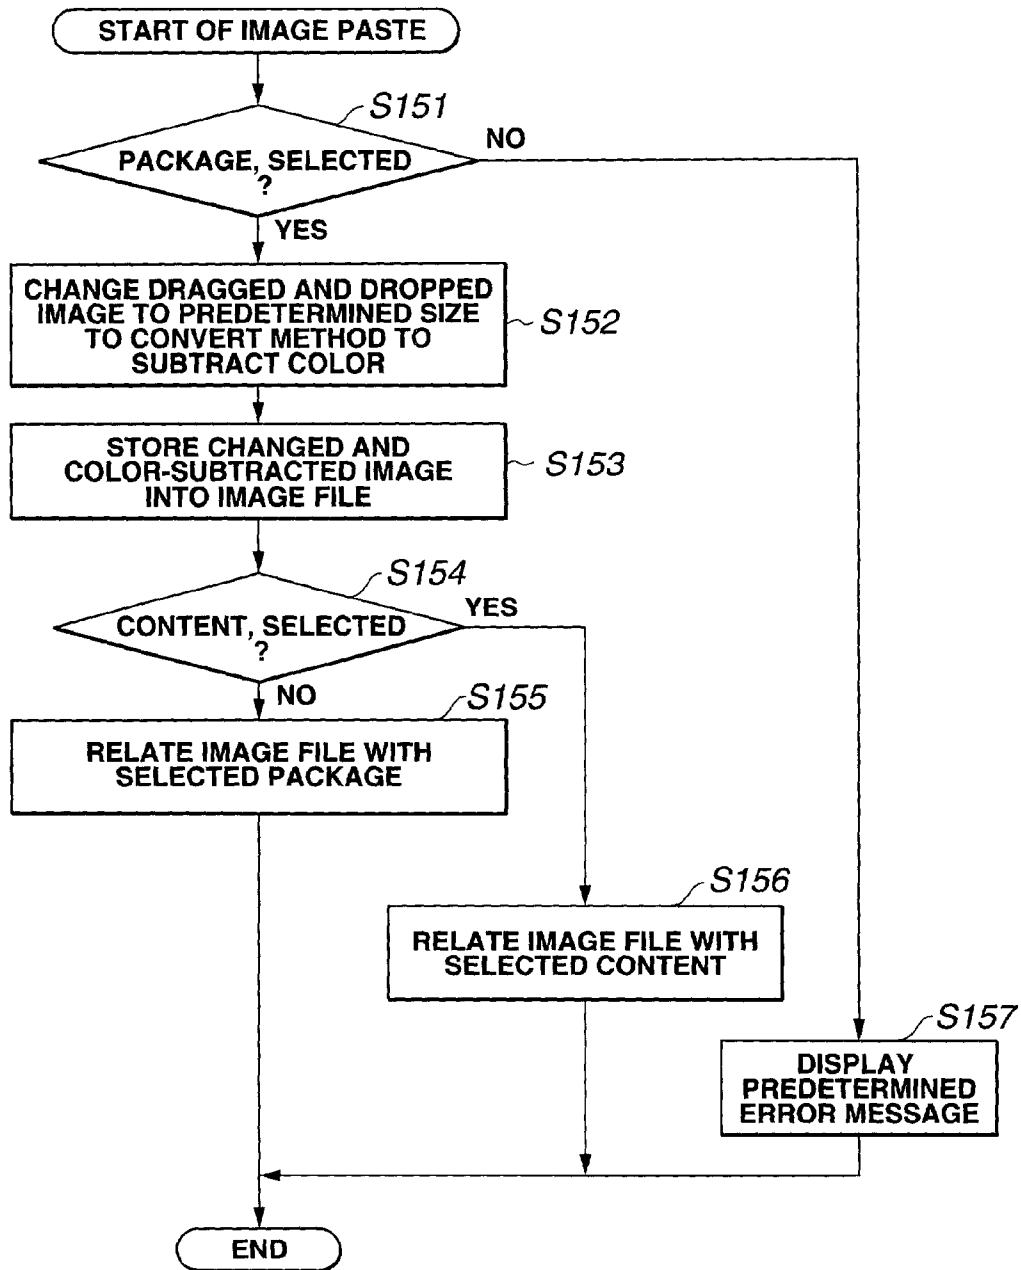 START OF IMAGE PASTE
S151
NO
PACKAGE, SELECTED
?
YES
CHANGE DRAGGED AND DROPPED
IMAGE TO PREDETERMINED SIZE
TO CONVERT METHOD TO
SUBTRACT COLOR
S152
STORE CHANGED AND
COLOR-SUBTRACTED IMAGE
INTO IMAGE FILE
S153
S154
YES
CONTENT, SELECTED
?
NO
S155
RELATE IMAGE FILE WITH
SELECTED PACKAGE
S156
RELATE IMAGE FILE WITH
SELECTED CONTENT
S157
DISPLAY
PREDETERMINED
ERROR MESSAGE
END